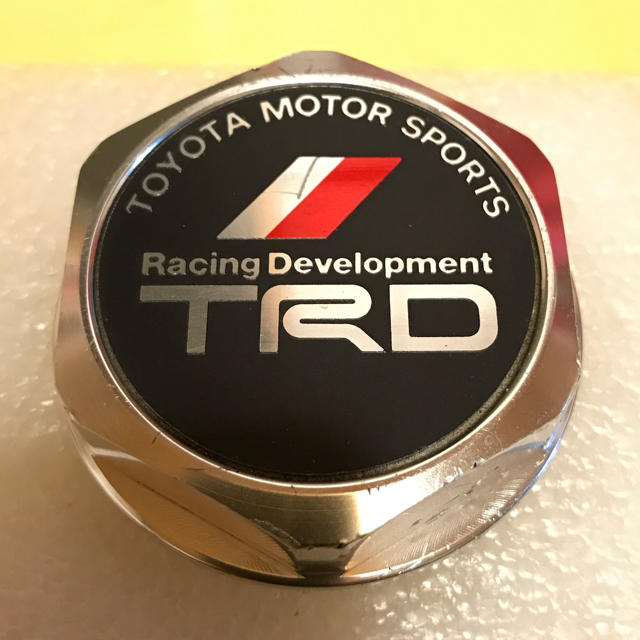 TOYOTA MOTOR SPORTS
Racing Development
TRD